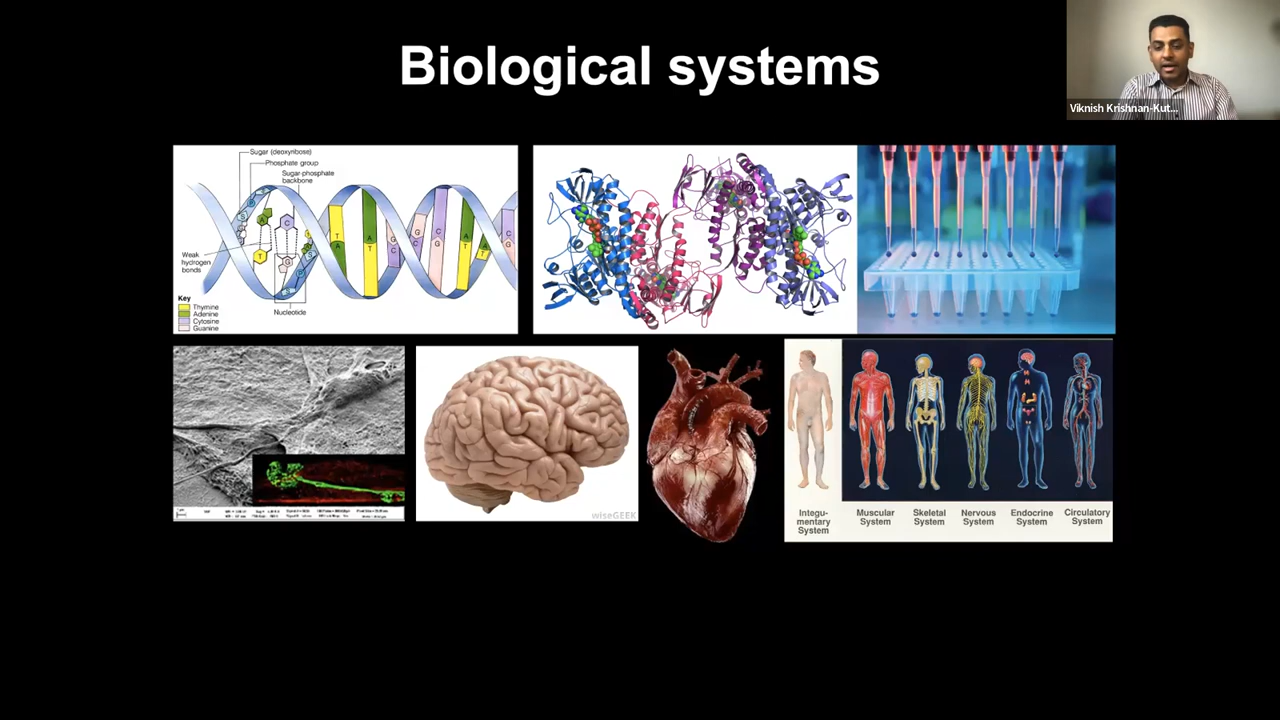 Biological systems
Viknish Krishnan-Kut...
Sugar (deoxyribose)
Phosphate group
Sugar-phosphate
backbone
Weak
hydrogen
bonds
Nucleotide
Key
Thymine
Adenine
Cytosine
Guanine
A
C
T
G
T
A
A
T
G
C
C
G
A
T
A
T
C
G
wiseGEEK
Integu-
mentary
System
Muscular
System
Skeletal
System
Nervous
System
Endocrine
System
Circulatory
System